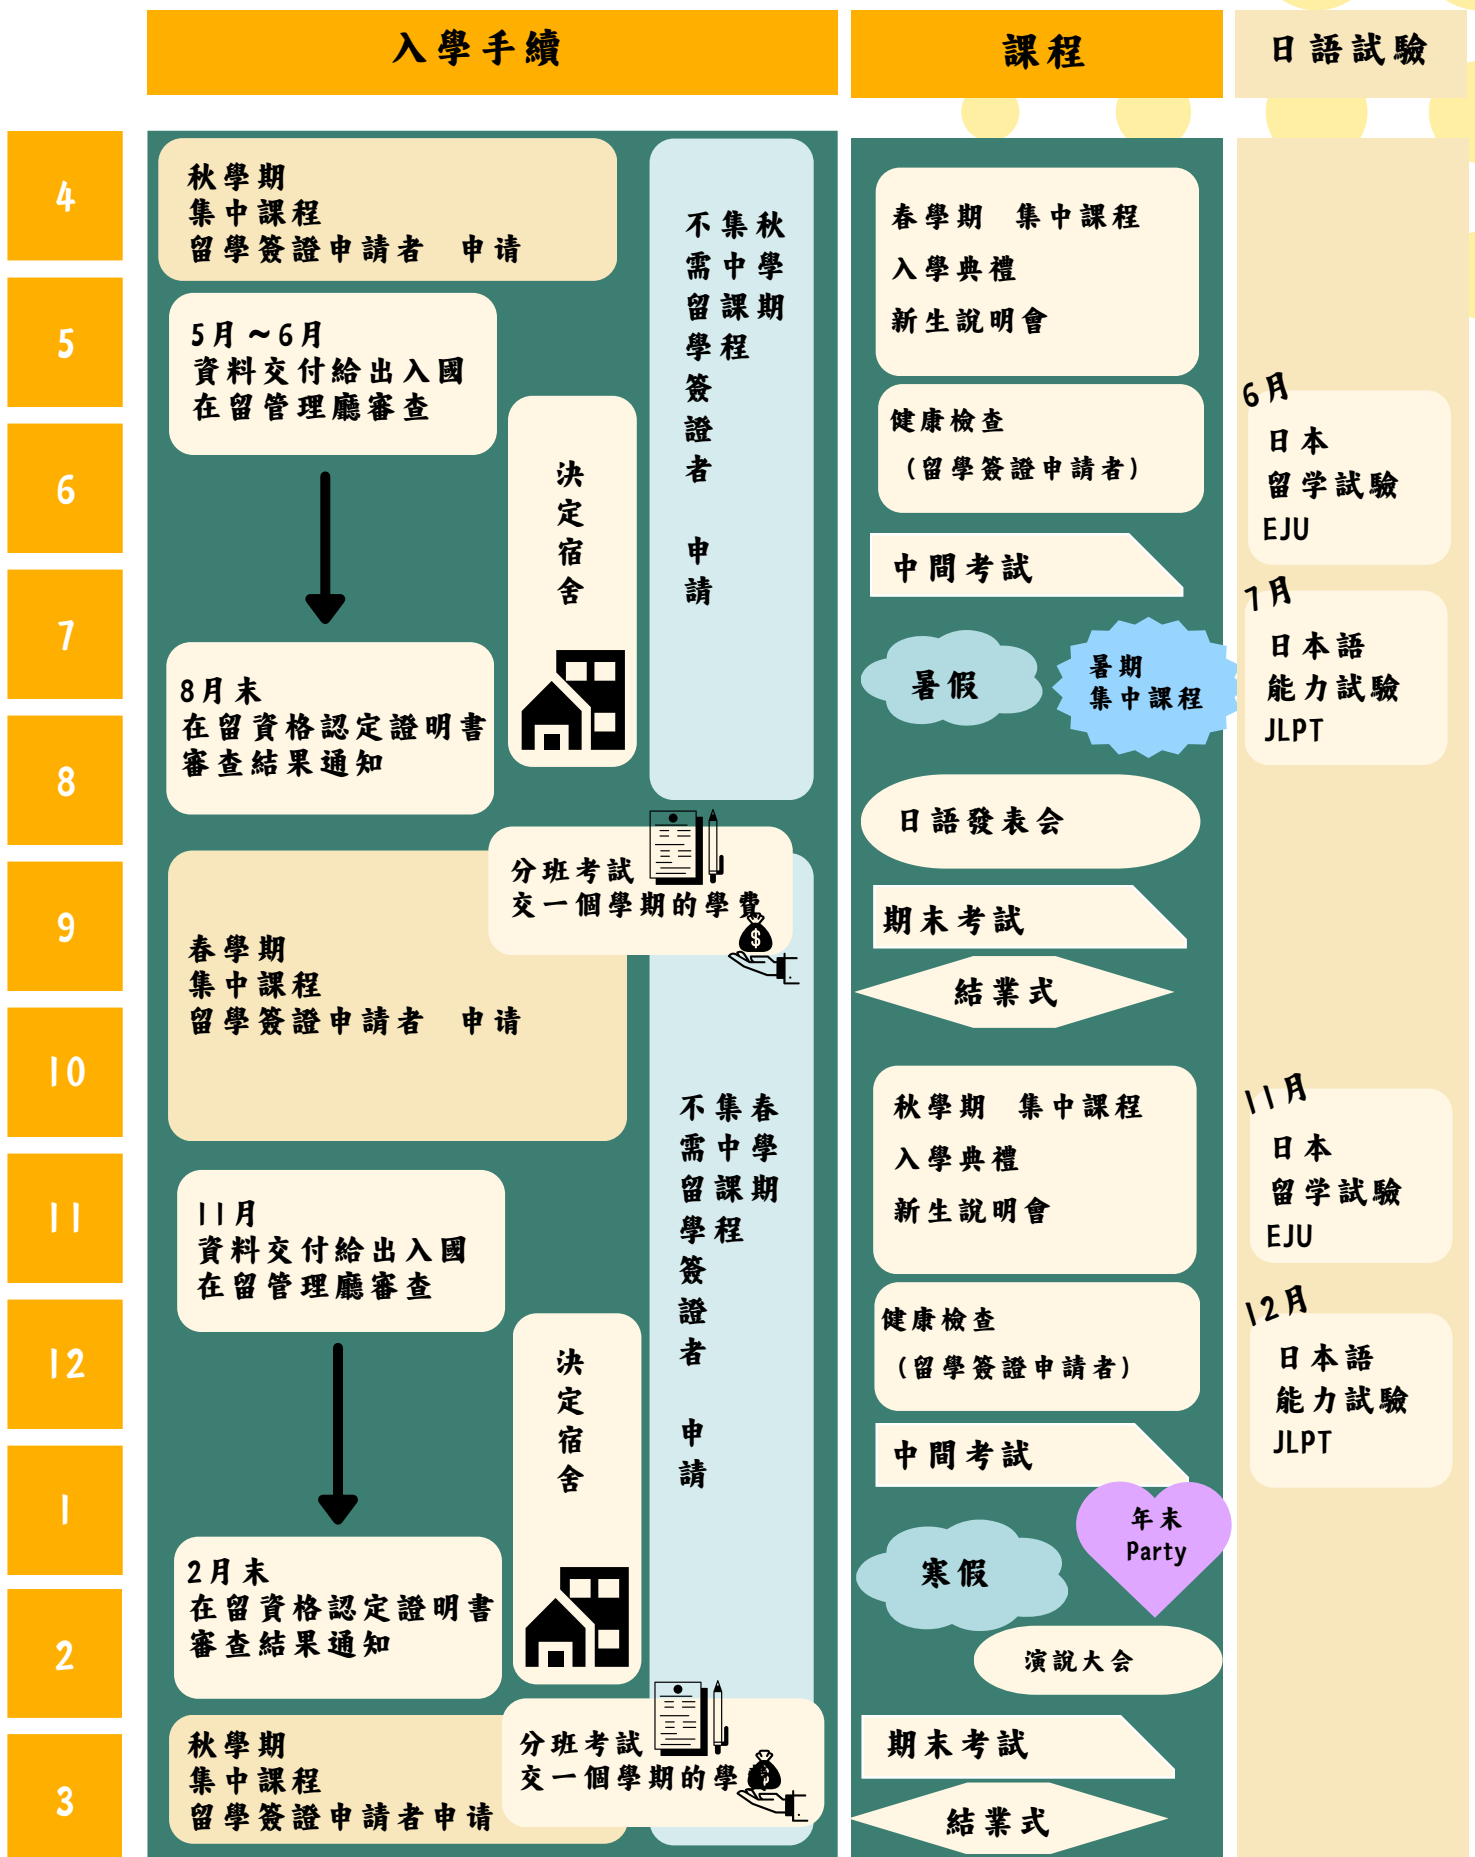 入學手續
課程
日語試驗
4
5
6
7
8
9
10
11
12
1
2
3
秋學期
集中課程
留學簽證申請者 申请
5月~6月
資料交付給出入國
在留管理廳審查
決定宿舍
8月末
在留資格認定證明書
審查結果通知
秋學期
集中課程
不需留學簽證者 申請
分班考試
交一個學期的學費
春學期
集中課程
留學簽證申請者 申请
11月
資料交付給出入國
在留管理廳審查
決定宿舍
2月末
在留資格認定證明書
審查結果通知
春學期
集中課程
不需留學簽證者 申請
分班考試
交一個學期的學
秋學期
集中課程
留學簽證申請者申请
春學期 集中課程
入學典禮
新生說明會
健康檢查
(留學簽證申請者)
中間考試
暑假
暑期
集中課程
日語發表会
期末考試
結業式
秋學期 集中課程
入學典禮
新生說明會
健康檢查
(留學簽證申請者)
中間考試
年末
Party
寒假
演說大会
期末考試
結業式
6月
日本
留学試驗
EJU
7月
日本語
能力試驗
JLPT
11月
日本
留学試驗
EJU
12月
日本語
能力試驗
JLPT